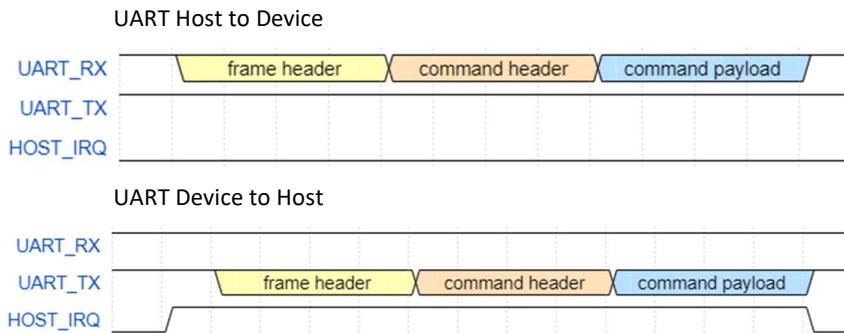 UART Host to Device
UART_RX frame header command header command payload
UART_TX
HOST_IRQ
UART Device to Host
UART_RX
UART_TX frame header command header command payload
HOST_IRQ